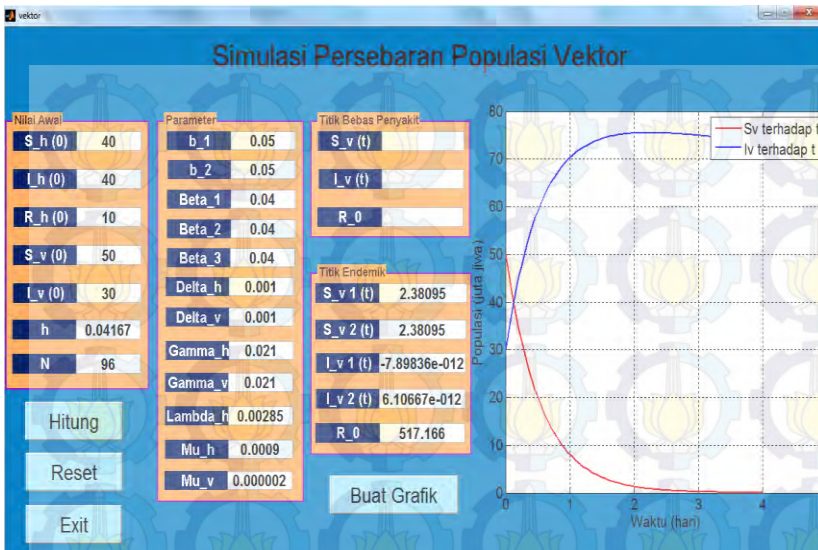 vektor
Simulasi Persebaran Populasi Vektor
Nilai Awal
S_h (0) 40
I_h (0) 40
R_h (0) 10
S_v (0) 50
I_v (0) 30
h 0.04167
N 96
Hitung
Reset
Exit
Parameter
b_1 0.05
b_2 0.05
Beta_1 0.04
Beta_2 0.04
Beta_3 0.04
Delta_h 0.001
Delta_v 0.001
Gamma_h 0.021
Gamma_v 0.021
Lambda_h 0.00285
Mu_h 0.0009
Mu_v 0.000002
Titik Bebas Penyakit
S_v (t)
I_v (t)
R_0
Titik Endemik
S_v 1 (t) 2.38095
S_v 2 (t) 2.38095
I_v 1 (t) -7.89836e-012
I_v 2 (t) 6.10667e-012
R_0 517.166
Buat Grafik
Populasi (juta jiwa)
80
70
60
50
40
30
20
10
0
0 1 2 3 4
Waktu (hari)
Sv terhadap t
Iv terhadap t